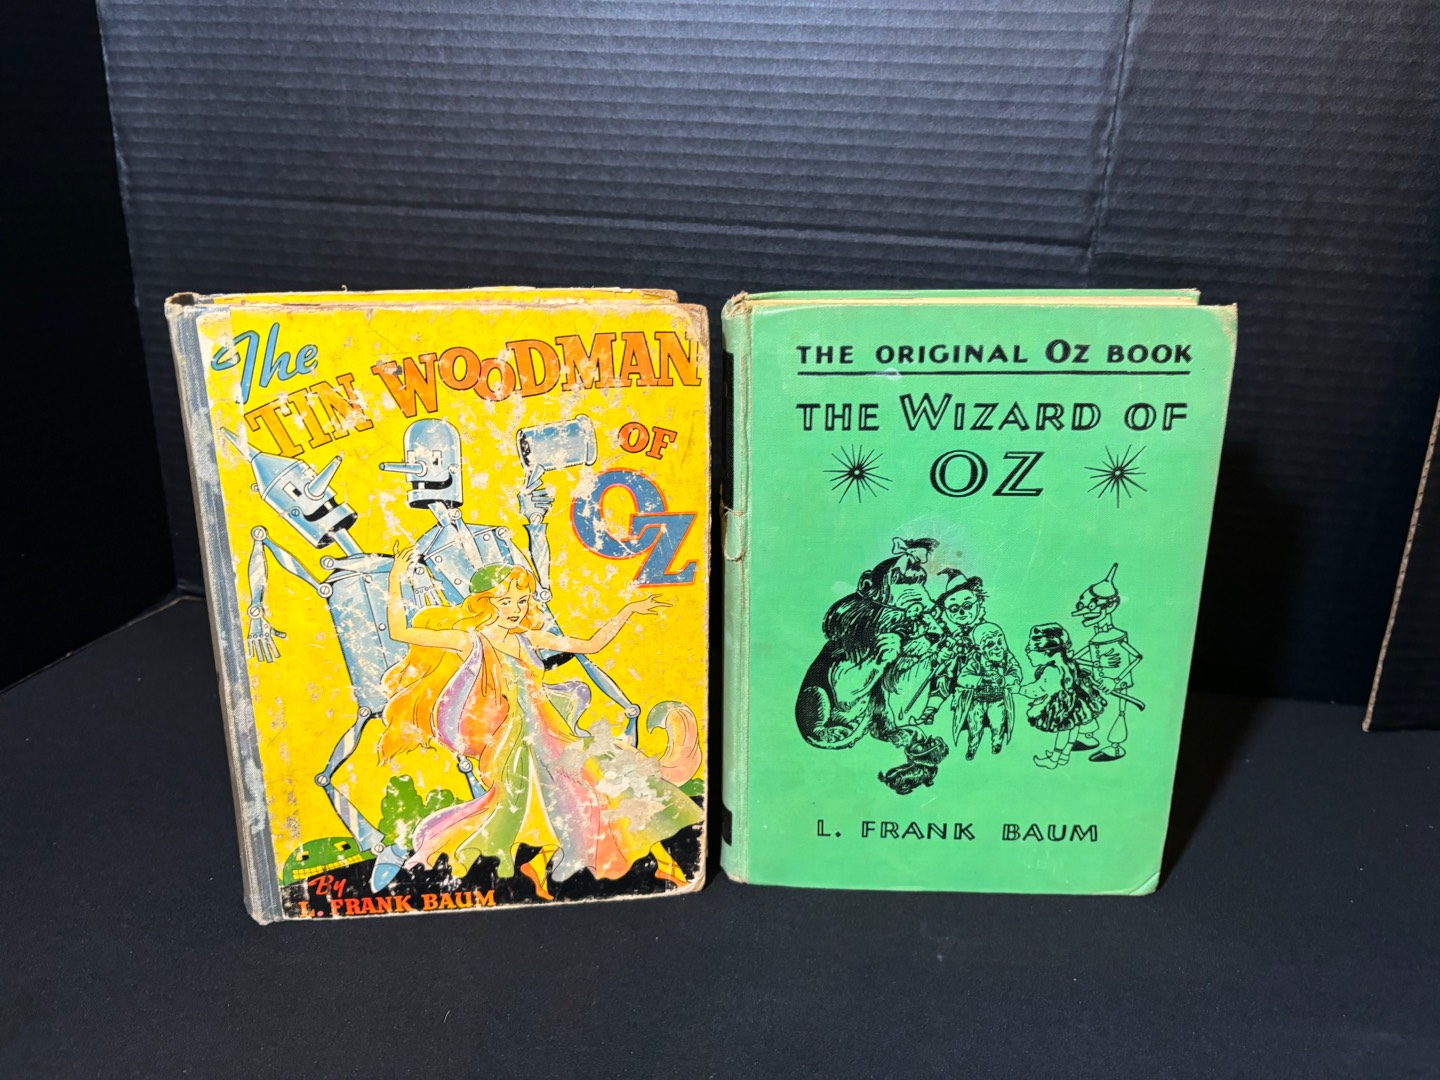 The
TIN WOODMAN
OF
OZ
By
L. FRANK BAUM
THE ORIGINAL OZ BOOK
THE WIZARD OF
OZ
L. FRANK BAUM